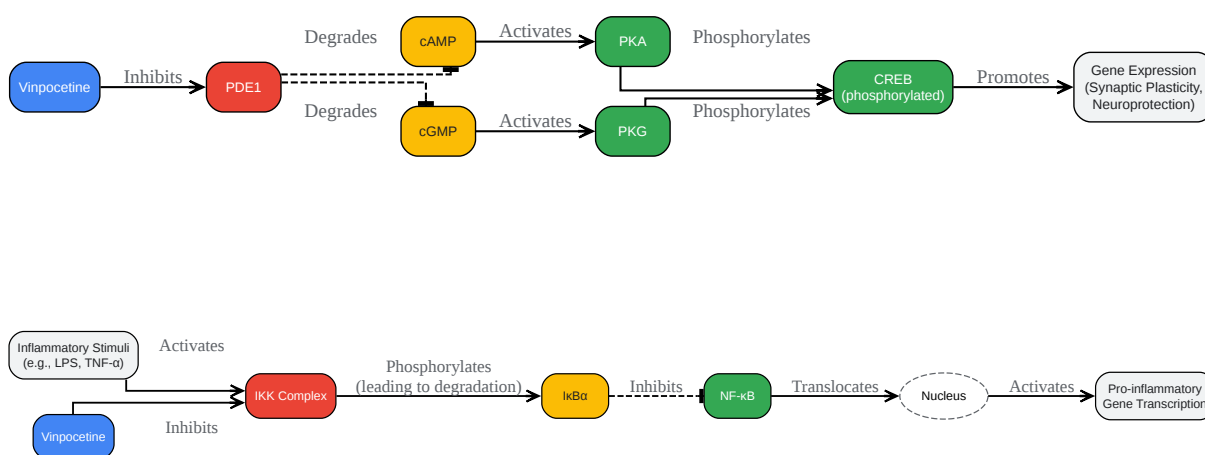 Degrades
cAMP
Activates
PKA
Phosphorylates
Vinpocetine
Inhibits
PDE1
CREB
(phosphorylated)
Promotes
Gene Expression
(Synaptic Plasticity,
Neuroprotection)
Degrades
cGMP
Activates
PKG
Phosphorylates
Inflammatory Stimuli
(e.g., LPS, TNF-α)
Activates
Vinpocetine
Inhibits
IKK Complex
Phosphorylates
(leading to degradation)
IκBα
Inhibits
NF-κB
Translocates
Nucleus
Activates
Pro-inflammatory
Gene Transcription